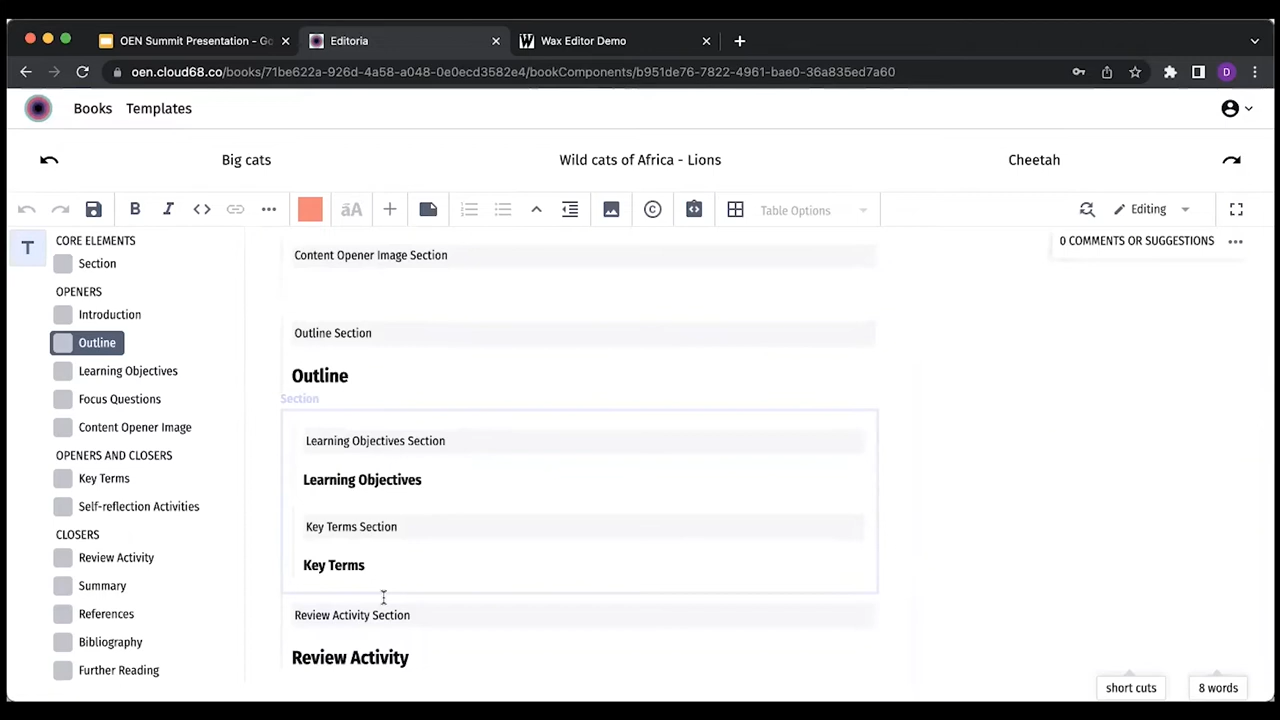 OEN Summit Presentation - Go
Editoria
Wax Editor Demo
oen.cloud68.co/books/71be622a-926d-4a58-a048-0e0ecd3582e4/bookComponents/b951de76-7822-4961-bae0-36a835ed7a60
D
Books Templates
Big cats
Wild cats of Africa - Lions
Cheetah
Table Options
Editing
T
CORE ELEMENTS
Section
OPENERS
Introduction
Outline
Learning Objectives
Focus Questions
Content Opener Image
OPENERS AND CLOSERS
Key Terms
Self-reflection Activities
CLOSERS
Review Activity
Summary
References
Bibliography
Further Reading
Content Opener Image Section
Outline Section
Outline
Section
Learning Objectives Section
Learning Objectives
Key Terms Section
Key Terms
Review Activity Section
Review Activity
0 COMMENTS OR SUGGESTIONS
short cuts
8 words